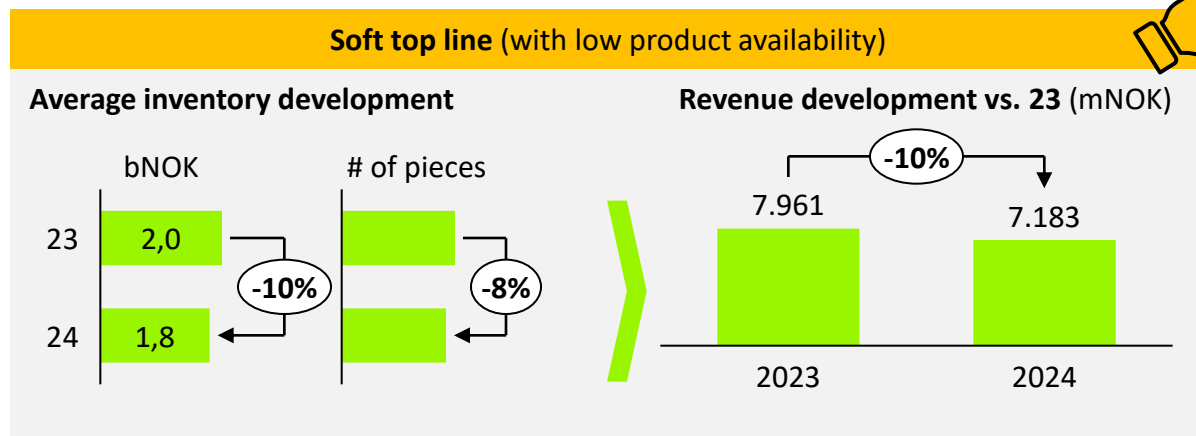 Soft top line (with low product availability)
Average inventory development
bNOK
# of pieces
23
2,0
-10%
-8%
24
1,8
Revenue development vs. 23 (mNOK)
-10%
7.961
7.183
2023
2024